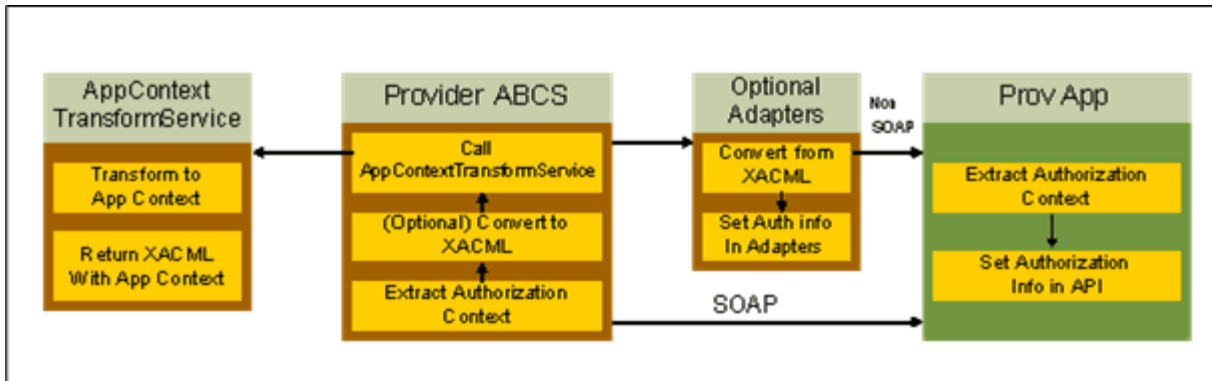 AppContext
TransformService
Transform to
App Context
Return XACML
With App Context
Provider ABCS
Call
AppContextTransformService
(Optional) Convert to
XACML
Extract Authorization
Context
Optional
Adapters
Convert from
XACML
Set Auth info
In Adapters
Non
SOAP
SOAP
Prov App
Extract Authorization
Context
Set Authorization
Info in API